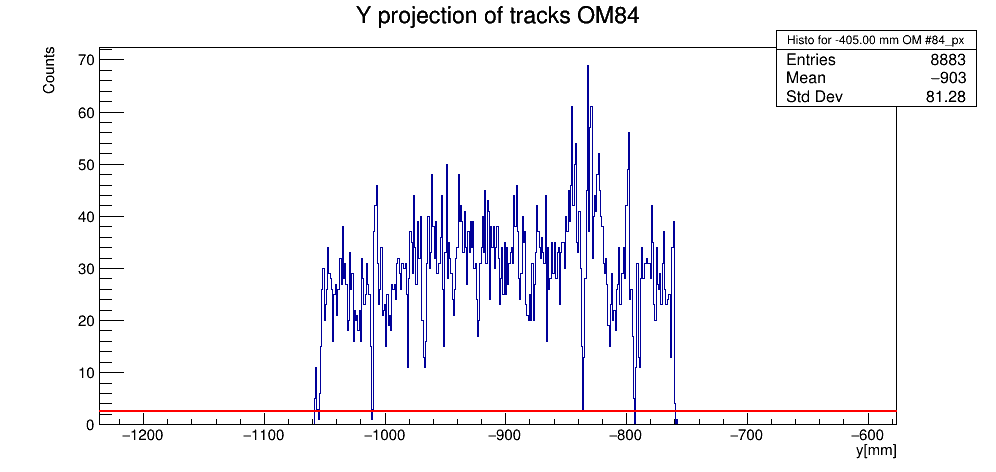 Y projection of tracks OM84
Histo for -405.00 mm OM #84_px
Entries 8883
Mean −903
Std Dev 81.28
Counts
70
60
50
40
30
20
10
0
−1200 −1100 −1000 −900 −800 −700 −600
y[mm]